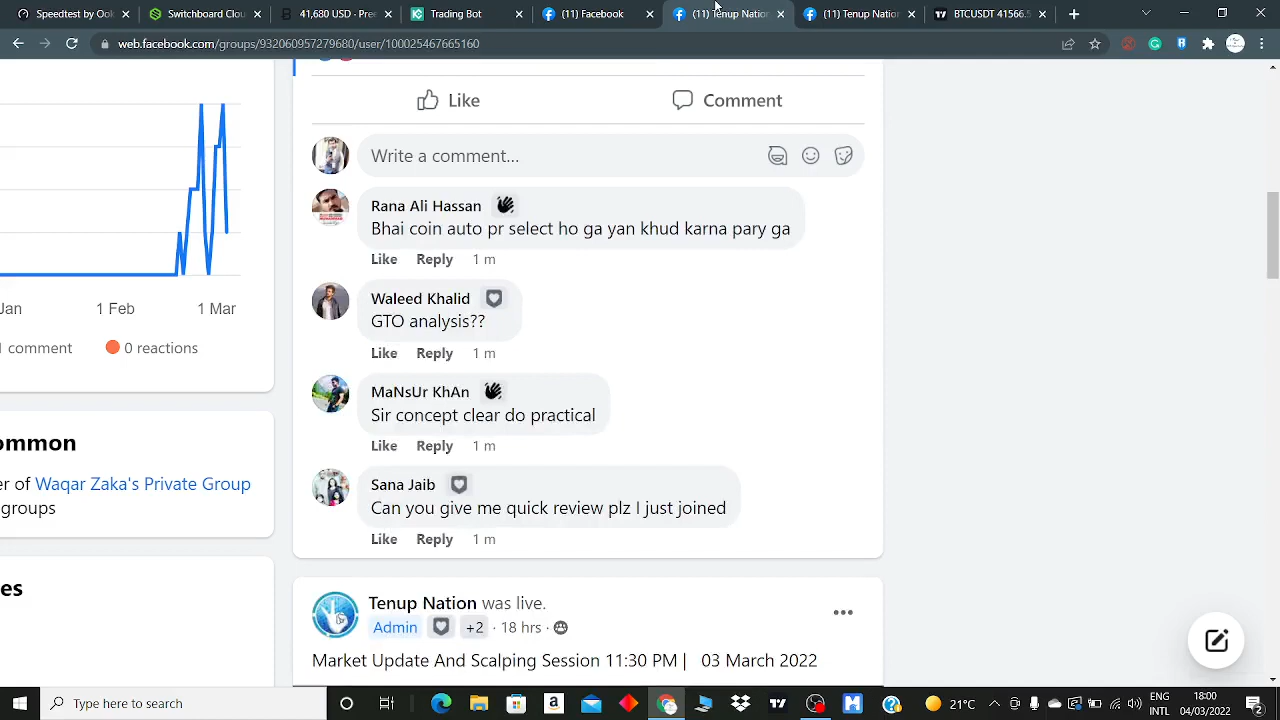 Speedtest by Ook
Switchboard Clou
41,680 USD · Pre
Trading Bot
(11) Facebook
(11) Tenup Nation
(11) Tenup Nation
BTCUSDT 41566.5
web.facebook.com/groups/932060957279680/user/100025467665160
Like
Comment
Write a comment...
Rana Ali Hassan
Bhai coin auto pr select ho ga yan khud karna pary ga
Like Reply 1 m
Waleed Khalid
GTO analysis??
Like Reply 1 m
MaNsUr KhAn
Sir concept clear do practical
Like Reply 1 m
Sana Jaib
Can you give me quick review plz I just joined
Like Reply 1 m
Jan 1 Feb 1 Mar
comment 0 reactions
ommon
er of Waqar Zaka's Private Group
groups
es
Tenup Nation was live.
Admin +2 · 18 hrs ·
Market Update And Scalping Session 11:30 PM | 03 March 2022
Type here to search
21°C
ENG
INTL
18:00
04/03/2022
2